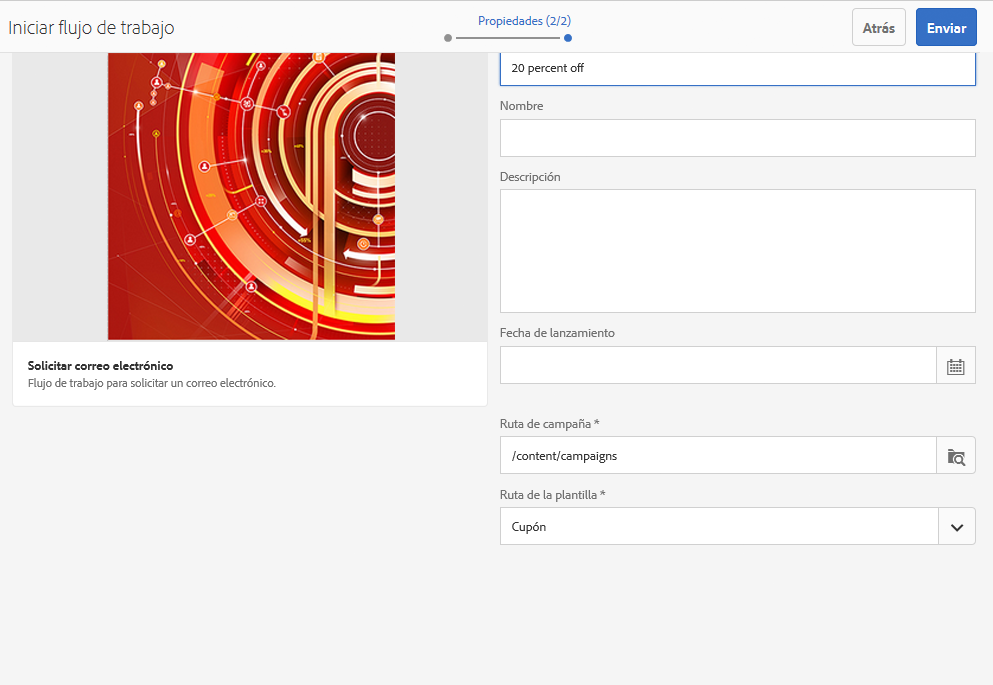 Iniciar flujo de trabajo
Propiedades (2/2)
Atrás
Enviar
20 percent off
Nombre
Descripción
Fecha de lanzamiento
Ruta de campaña *
/content/campaigns
Ruta de la plantilla *
Cupón
Solicitar correo electrónico
Flujo de trabajo para solicitar un correo electrónico.